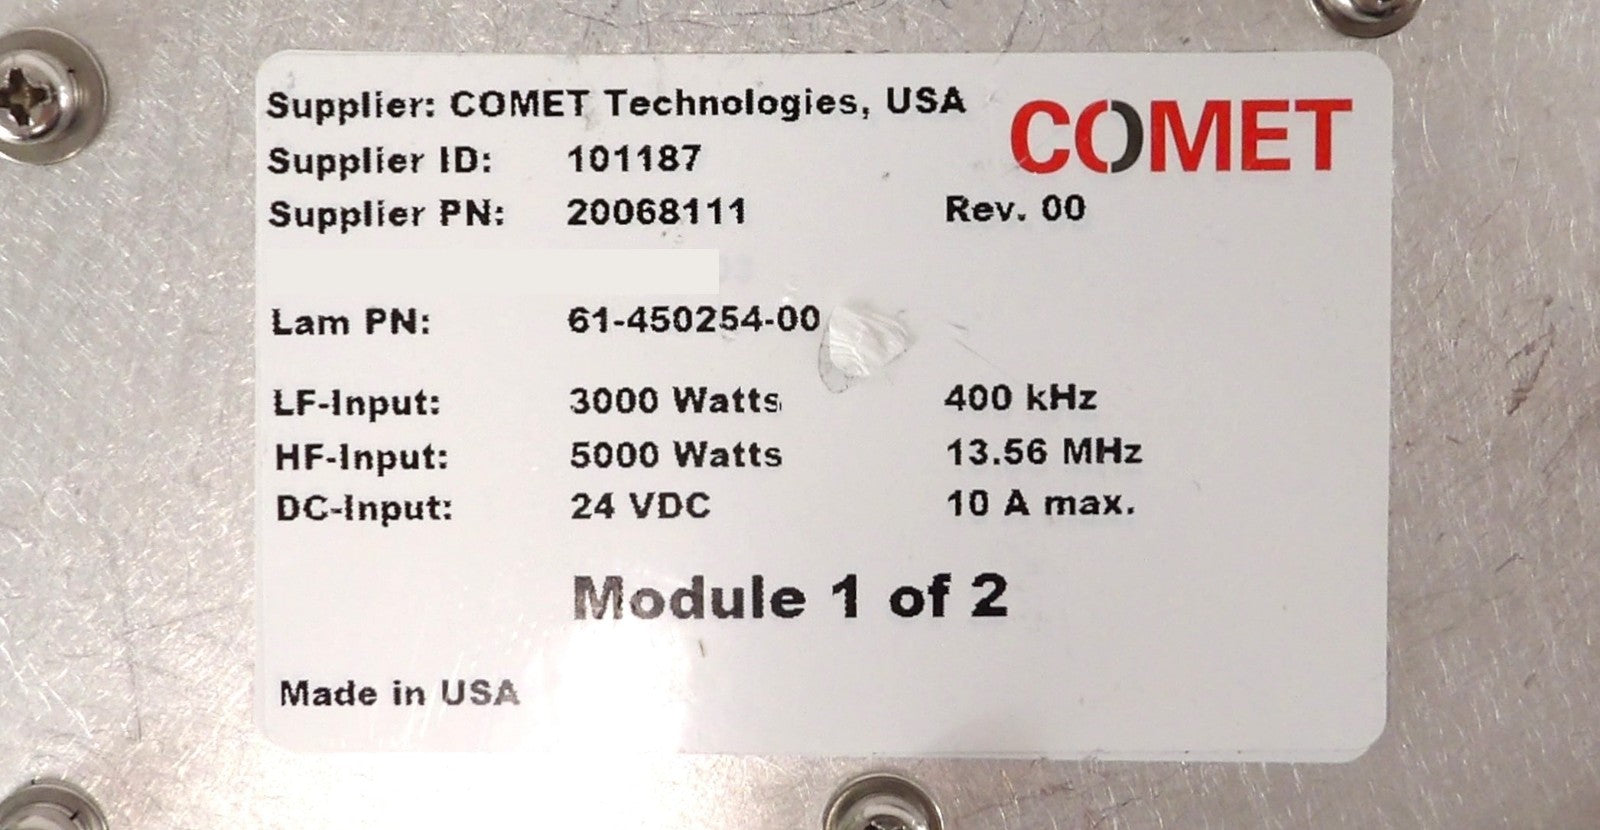 Supplier: COMET Technologies, USA
COMET
Supplier ID: 101187
Supplier PN: 20068111 Rev. 00
Lam PN: 61-450254-00
LF-Input: 3000 Watts 400 kHz
HF-Input: 5000 Watts 13.56 MHz
DC-Input: 24 VDC 10 A max.
Module 1 of 2
Made in USA